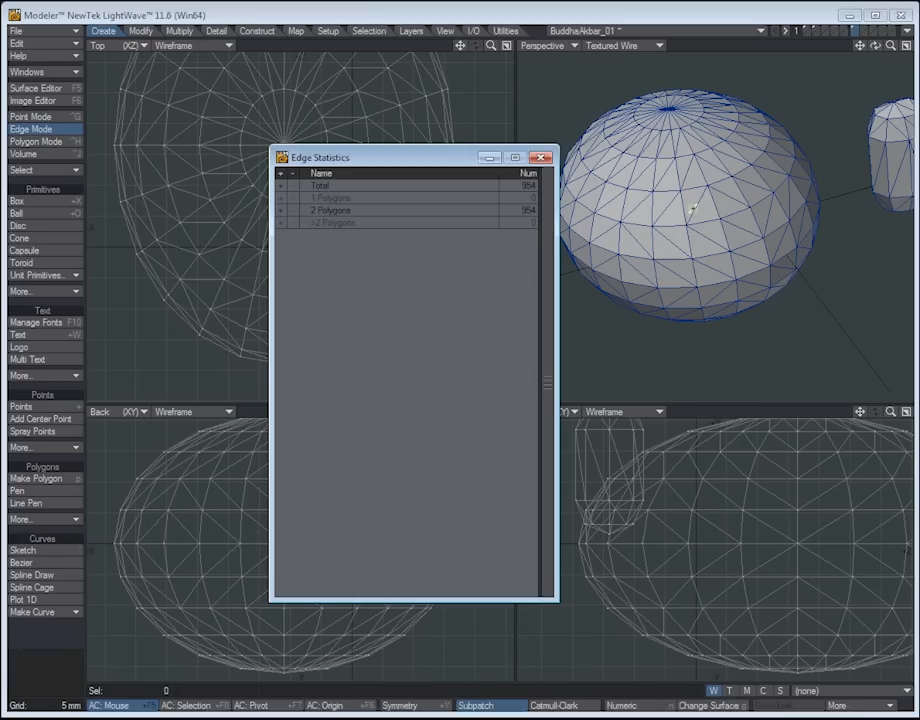 Modeler™ NewTek LightWave™ 11.6 (Win64)
File
Create Modify Multiply Detail Construct Map Setup Selection Layers View I/O Utilities BuddhaAkbar_01 * 1
Edit
Top (XZ) Wireframe
Perspective Textured Wire
Help
Windows
Surface Editor F5
Image Editor F6
Point Mode ^G
Edge Mode
Polygon Mode ^H
Volume ^J
Select
Primitives
Box +X
Ball +O
Disc
Cone
Capsule
Toroid
Unit Primitives...
More...
Text
Manage Fonts F10
Text +W
Logo
Multi Text
More...
Points
Points +
Add Center Point
Spray Points
More...
Polygons
Make Polygon p
Pen
Line Pen
More...
Curves
Sketch
Bezier
Spline Draw
Spline Cage
Plot 1D
Make Curve
Edge Statistics
+ - Name Num
+ - Total 954
+ - 1 Polygons 0
+ - 2 Polygons 954
+ - >2 Polygons 0
Back (XY) Wireframe
Wireframe
Sel: 0
W T M C S (none)
Grid: 5 mm
AC: Mouse +F5 AC: Selection +F8 AC: Pivot +F7 AC: Origin +F6 Symmetry +Y Subpatch Catmull-Clark Numeric n Change Surface q More